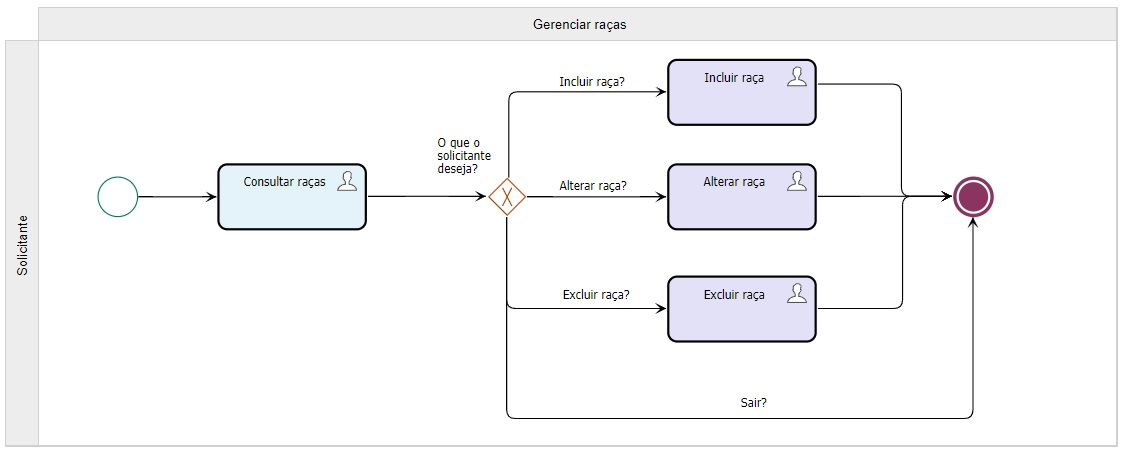 Gerenciar raças
Solicitante
Consultar raças
O que o
solicitante
deseja?
X
Incluir raça?
Incluir raça
Alterar raça?
Alterar raça
Excluir raça?
Excluir raça
Sair?